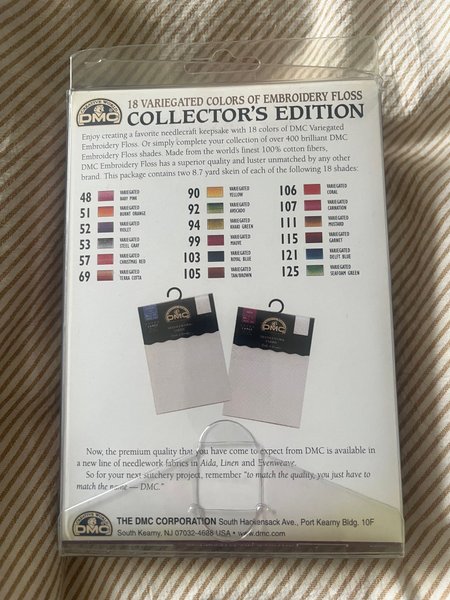 CREATIVE WORLD
DMC
18 VARIEGATED COLORS OF EMBROIDERY FLOSS
COLLECTOR'S EDITION
Enjoy creating a favorite needlecraft keepsake with 18 colors of DMC Variegated
Embroidery Floss. Or simply complete your collection of over 400 brilliant DMC
Embroidery Floss shades. Made from the world's finest 100% cotton fibers,
DMC Embroidery Floss has a superior quality and luster unmatched by any other
brand. This package contains two 8.7 yard skein of each of the following 18 shades:
48 VARIEGATED BABY PINK
51 VARIEGATED BURNT ORANGE
52 VARIEGATED VIOLET
53 VARIEGATED STEEL GRAY
57 VARIEGATED CHRISTMAS RED
69 VARIEGATED TERRA COTTA
90 VARIEGATED YELLOW
92 VARIEGATED AVOCADO
94 VARIEGATED KHAKI GREEN
99 VARIEGATED MAUVE
103 VARIEGATED ROYAL BLUE
105 VARIEGATED TAN/BROWN
106 VARIEGATED CORAL
107 VARIEGATED CARNATION
111 VARIEGATED MUSTARD
115 VARIEGATED GARNET
121 VARIEGATED DELFT BLUE
125 VARIEGATED SEAFOAM GREEN
DMC
DMC
Now, the premium quality that you have come to expect from DMC is available in
a new line of needlework fabrics in Aida, Linen and Evenweave.
So for your next stitchery project, remember "to match the quality, you just have to
match the name — DMC."
DMC
THE DMC CORPORATION South Hackensack Ave., Port Kearny Bldg. 10F
South Kearny, NJ 07032-4688 USA • www.dmc.com